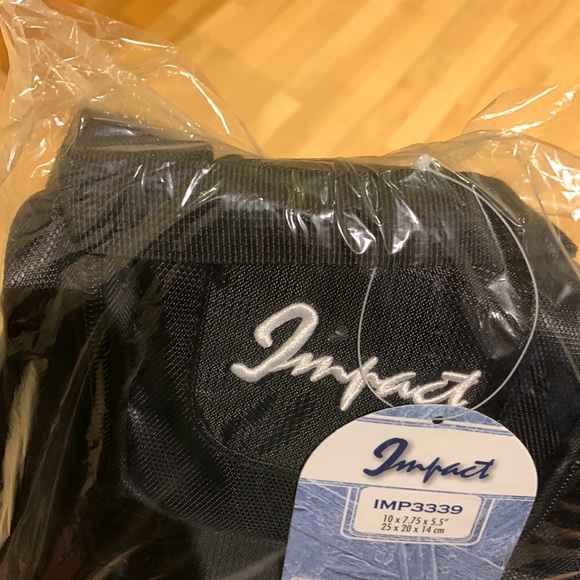 Impact
Impact
IMP3339
10 x 7.75 x 5.5"
25 x 20 x 14 cm